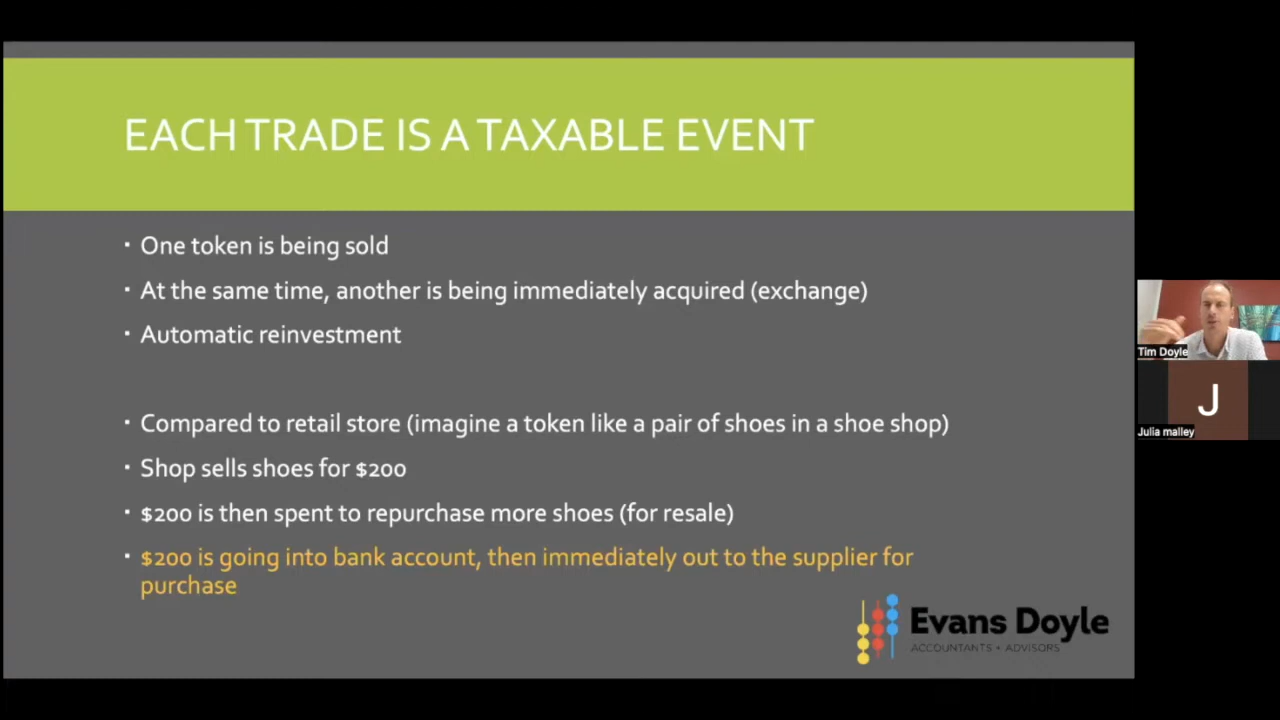 EACH TRADE IS A TAXABLE EVENT
▪ One token is being sold
▪ At the same time, another is being immediately acquired (exchange)
▪ Automatic reinvestment
▪ Compared to retail store (imagine a token like a pair of shoes in a shoe shop)
▪ Shop sells shoes for $200
▪ $200 is then spent to repurchase more shoes (for resale)
▪ $200 is going into bank account, then immediately out to the supplier for
purchase
Evans Doyle
ACCOUNTANTS • ADVISORS
Tim Doyle
J
Julia malley